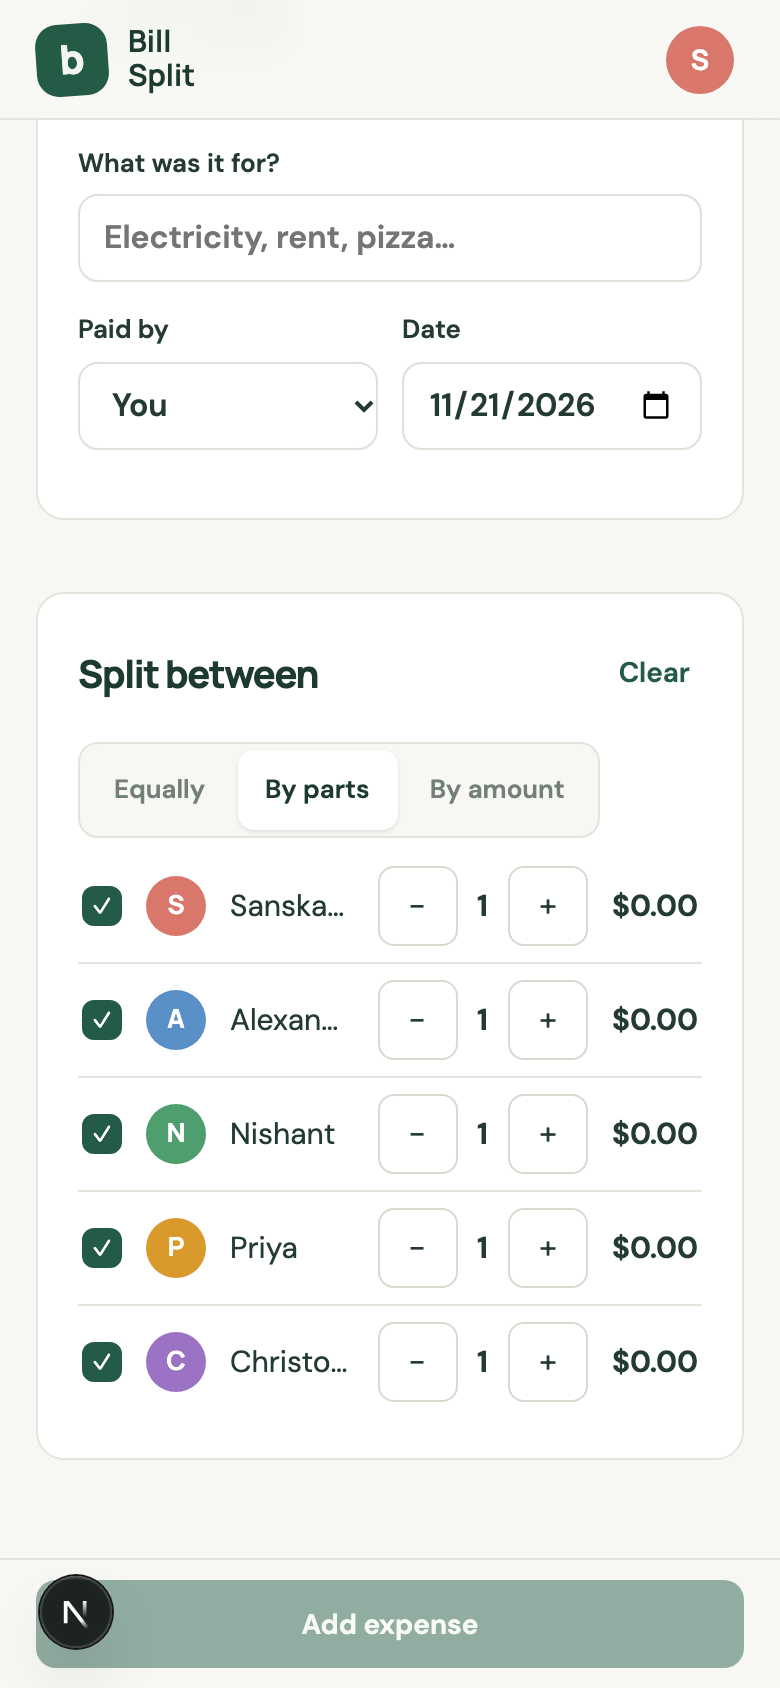 b
Bill
Split
S
What was it for?
Electricity, rent, pizza...
Paid by
Date
You
11/21/2026
Split between
Clear
Equally
By parts
By amount
S Sanska... − 1 + $0.00
A Alexan... − 1 + $0.00
N Nishant − 1 + $0.00
P Priya − 1 + $0.00
C Christo... − 1 + $0.00
N
Add expense